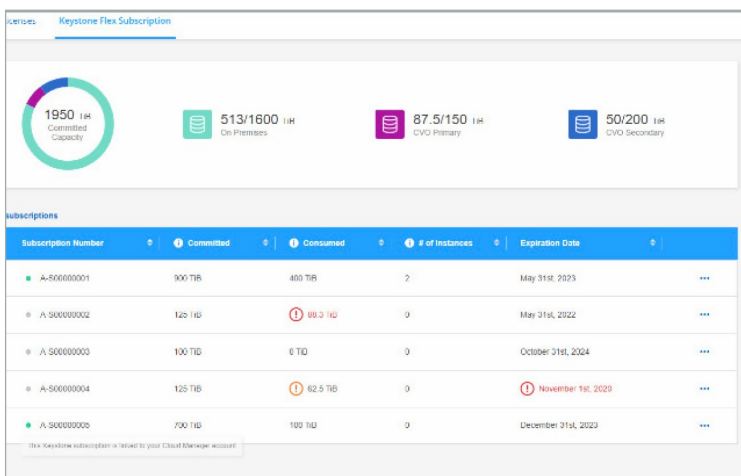 icenses Keystone Flex Subscription
1950 TiB
Committed
Capacity
513/1600 TiB
On Premises
87.5/150 TiB
CVO Primary
50/200 TiB
CVO Secondary
subscriptions
Subscription Number Committed Consumed # of Instances Expiration Date
A-S00000001 900 TiB 400 TiB 2 May 31st, 2023
A-S00000002 125 TiB 88.3 TiB 0 May 31st, 2022
A-S00000003 100 TiB 0 TiB 0 October 31st, 2024
A-S00000004 125 TiB 62.5 TiB 0 November 1st, 2020
A-S00000005 700 TiB 100 TiB 0 December 31st, 2023
This Keystone subscription is linked to your Cloud Manager account